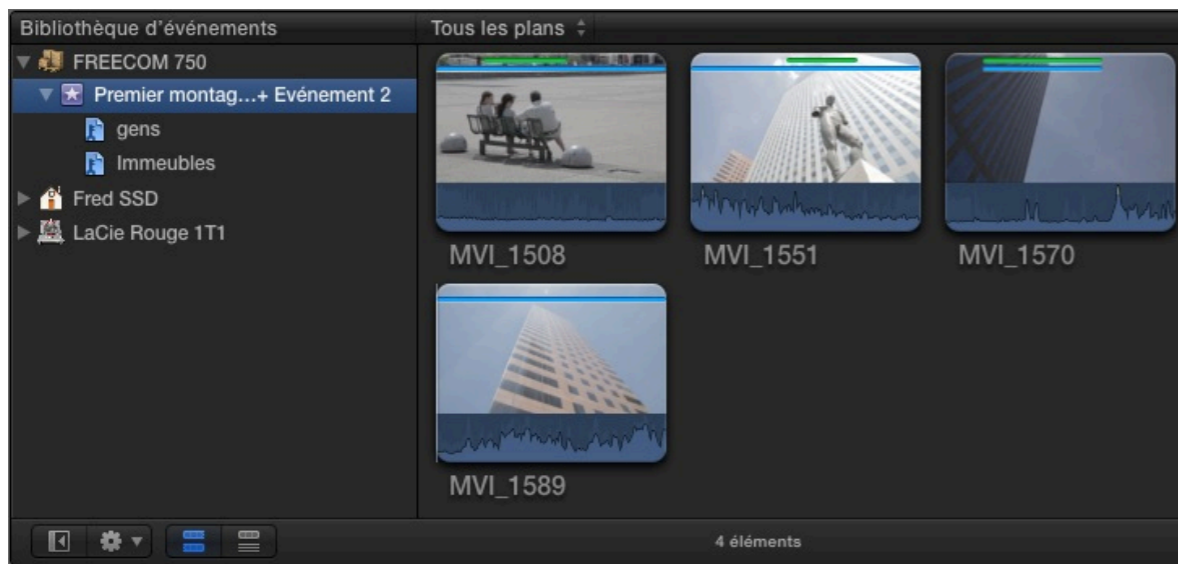 Bibliothèque d'événements
Tous les plans
FREECOM 750
Premier montag...+ Evénement 2
gens
Immeubles
Fred SSD
LaCie Rouge 1T1
MVI_1508
MVI_1551
MVI_1570
MVI_1589
4 éléments